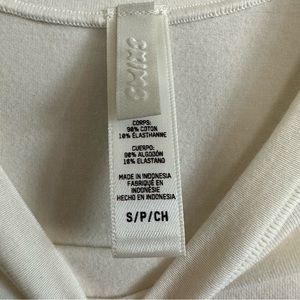 SKIMS
CORPS:
90% COTON
10% ÉLASTHANNE
CUERPO:
90% ALGODÓN
10% ELASTANO
MADE IN INDONESIA
FABRIQUÉ EN
INDONÉSIE
HECHO EN INDONESIA
S/P/CH